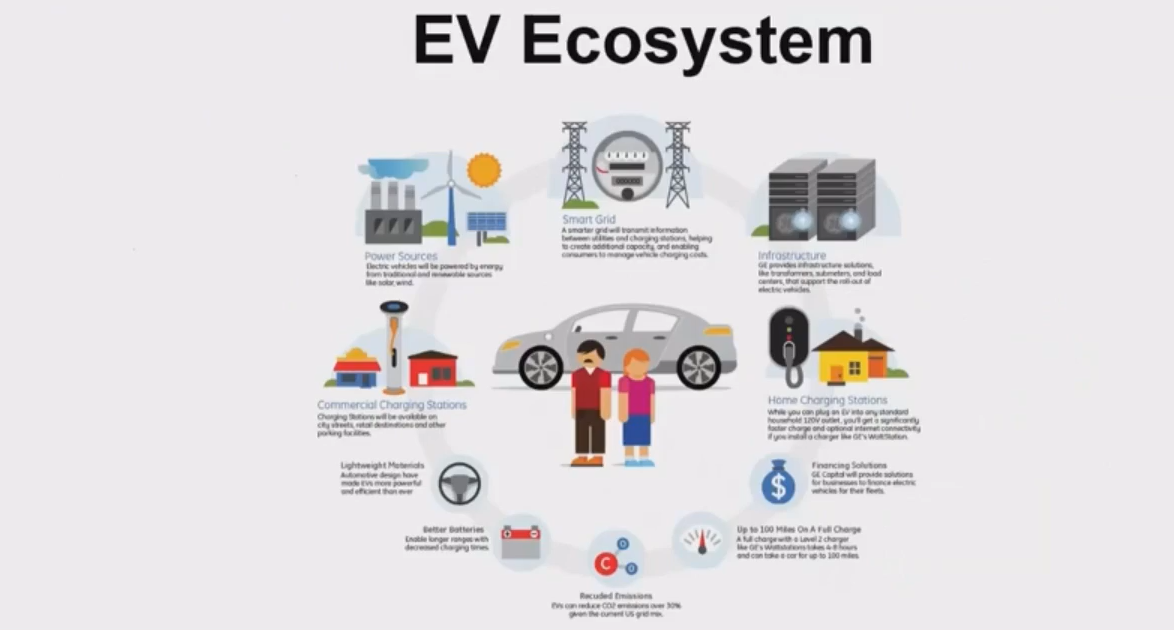 EV Ecosystem
Smart Grid
A smarter grid will transmit information
between utilities and charging stations, helping
to create additional capacity, and enabling
consumers to manage vehicle charging costs.
Power Sources
Electric vehicles will be powered by energy
from traditional and renewable sources
like solar, wind.
Infrastructure
GE provides infrastructure solutions,
like transformers, submeters, and load
centers, that support the roll-out of
electric vehicles.
Commercial Charging Stations
Charging Stations will be available on
city streets, retail destinations and other
parking facilities.
Home Charging Stations
While you can plug an EV into any standard
household 120V outlet, you'll get a significantly
faster charge and optional internet connectivity
if you install a charger like GE's WattStation.
Lightweight Materials
Automotive design have
made EVs more powerful
and efficient than ever
Financing Solutions
GE Capital will provide solutions
for businesses to finance electric
vehicles for their fleets.
$
Better Batteries
Enable longer ranges with
decreased charging times.
Up to 100 Miles On A Full Charge
A full charge with a Level 2 charger
like GE's Wattstations takes 4-8 hours
and can take a car for up to 100 miles.
C O O
Recuded Emissions
EVs can reduce CO2 emissions over 30%
given the current US grid mix.